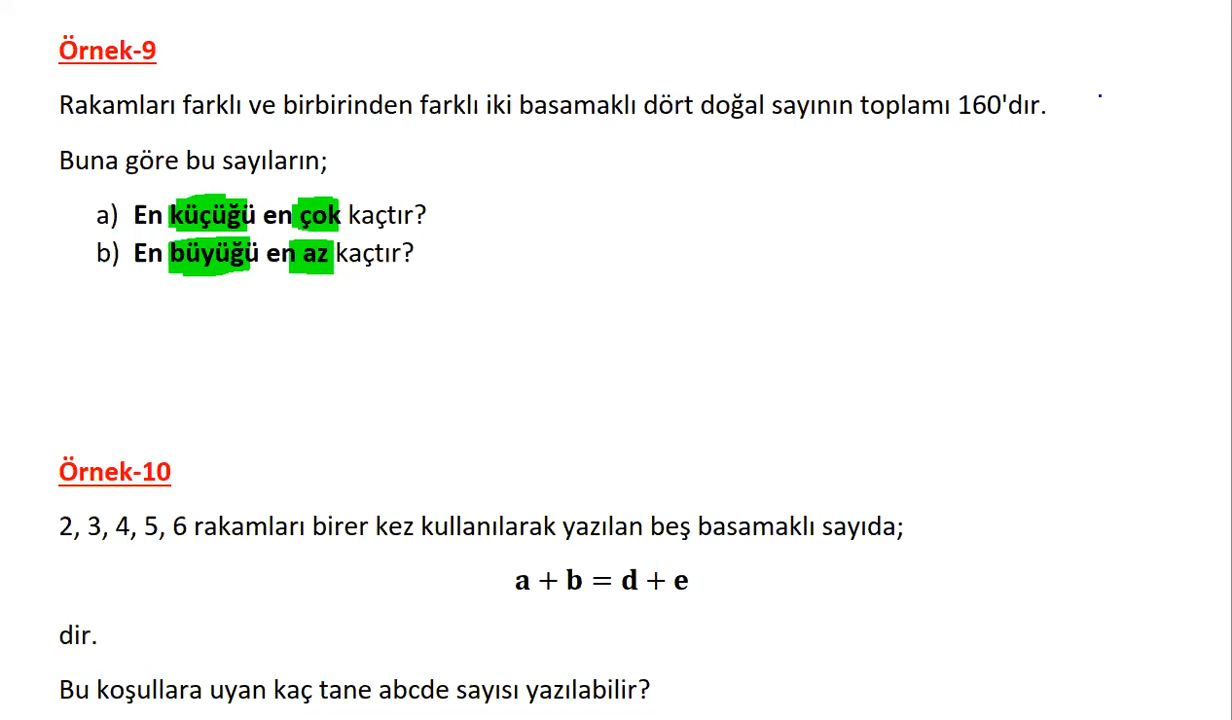 Örnek-9
Rakamları farklı ve birbirinden farklı iki basamaklı dört doğal sayının toplamı 160'dır.
Buna göre bu sayıların;
a) En küçüğü en çok kaçtır?
b) En büyüğü en az kaçtır?
Örnek-10
2, 3, 4, 5, 6 rakamları birer kez kullanılarak yazılan beş basamaklı sayıda;
a + b = d + e
dir.
Bu koşullara uyan kaç tane abcde sayısı yazılabilir?